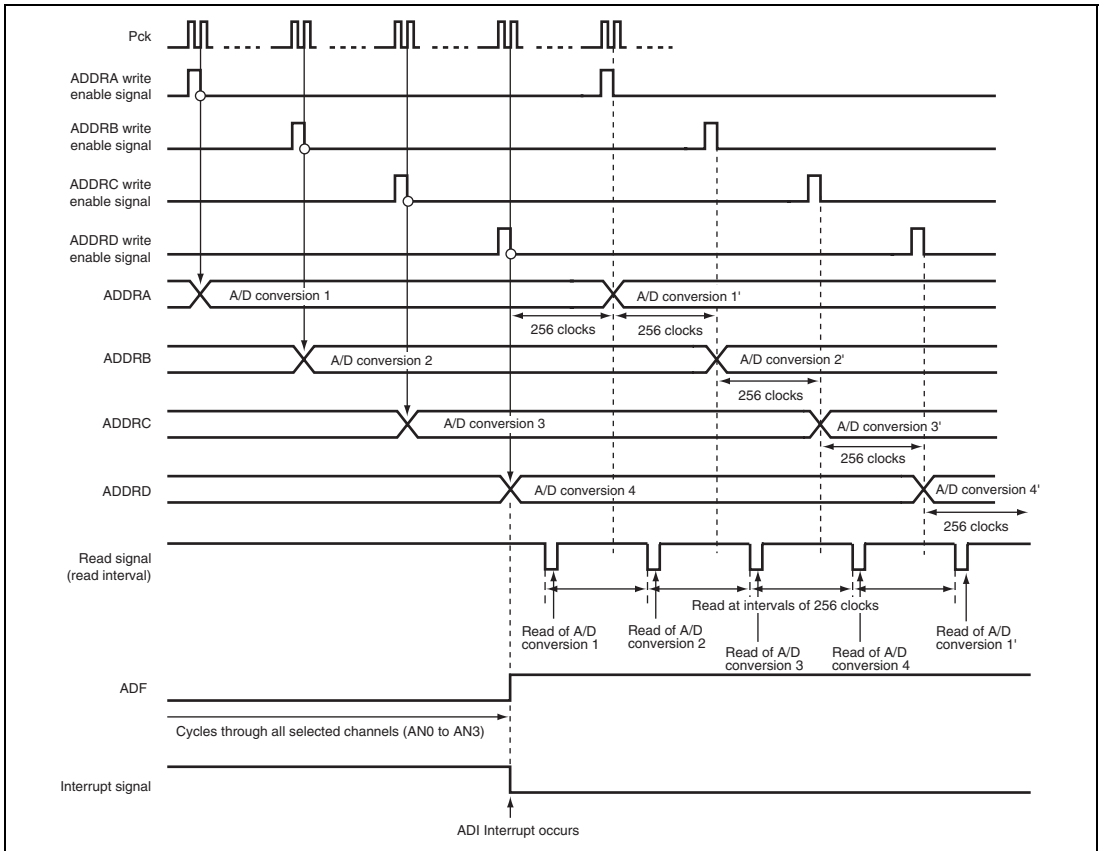 Pck
ADDRA write
enable signal
ADDRB write
enable signal
ADDRC write
enable signal
ADDRD write
enable signal
ADDRA
A/D conversion 1
A/D conversion 1'
256 clocks
256 clocks
ADDRB
A/D conversion 2
A/D conversion 2'
256 clocks
ADDRC
A/D conversion 3
A/D conversion 3'
256 clocks
ADDRD
A/D conversion 4
A/D conversion 4'
256 clocks
Read signal
(read interval)
Read at intervals of 256 clocks
Read of A/D
conversion 1
Read of A/D
conversion 2
Read of A/D
conversion 3
Read of A/D
conversion 4
Read of A/D
conversion 1'
ADF
Cycles through all selected channels (AN0 to AN3)
Interrupt signal
ADI Interrupt occurs